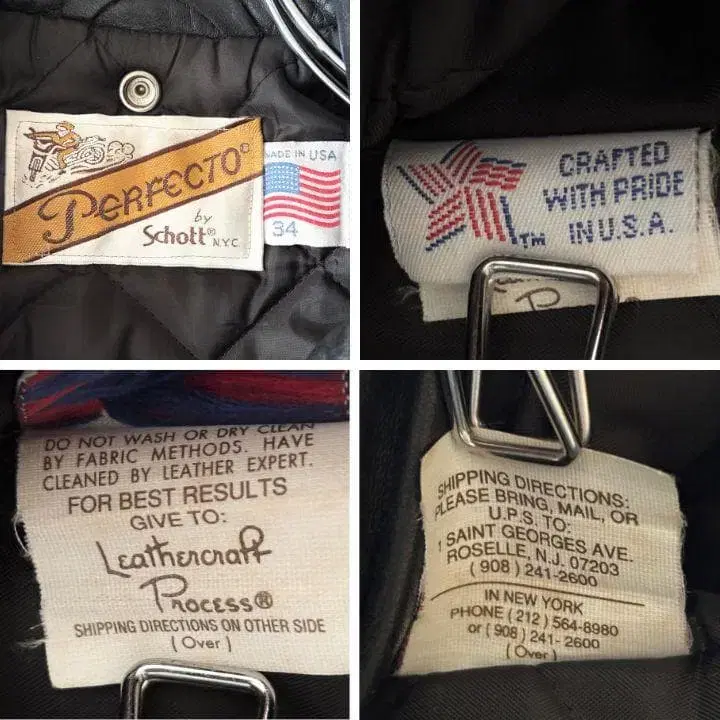 MADE IN USA
PERFECTO®
by
Schott® N.Y.C.
34
CRAFTED
WITH PRIDE
IN U.S.A.
TM
DO NOT WASH OR DRY CLEAN
BY FABRIC METHODS. HAVE
CLEANED BY LEATHER EXPERT.
FOR BEST RESULTS
GIVE TO:
Leathercraft
Process®
SHIPPING DIRECTIONS ON OTHER SIDE
(Over)
SHIPPING DIRECTIONS:
PLEASE BRING, MAIL, OR
U.P.S. TO:
1 SAINT GEORGES AVE.
ROSELLE, N.J. 07203
(908) 241-2600
IN NEW YORK
PHONE (212) 564-8980
or (908) 241-2600
(Over)